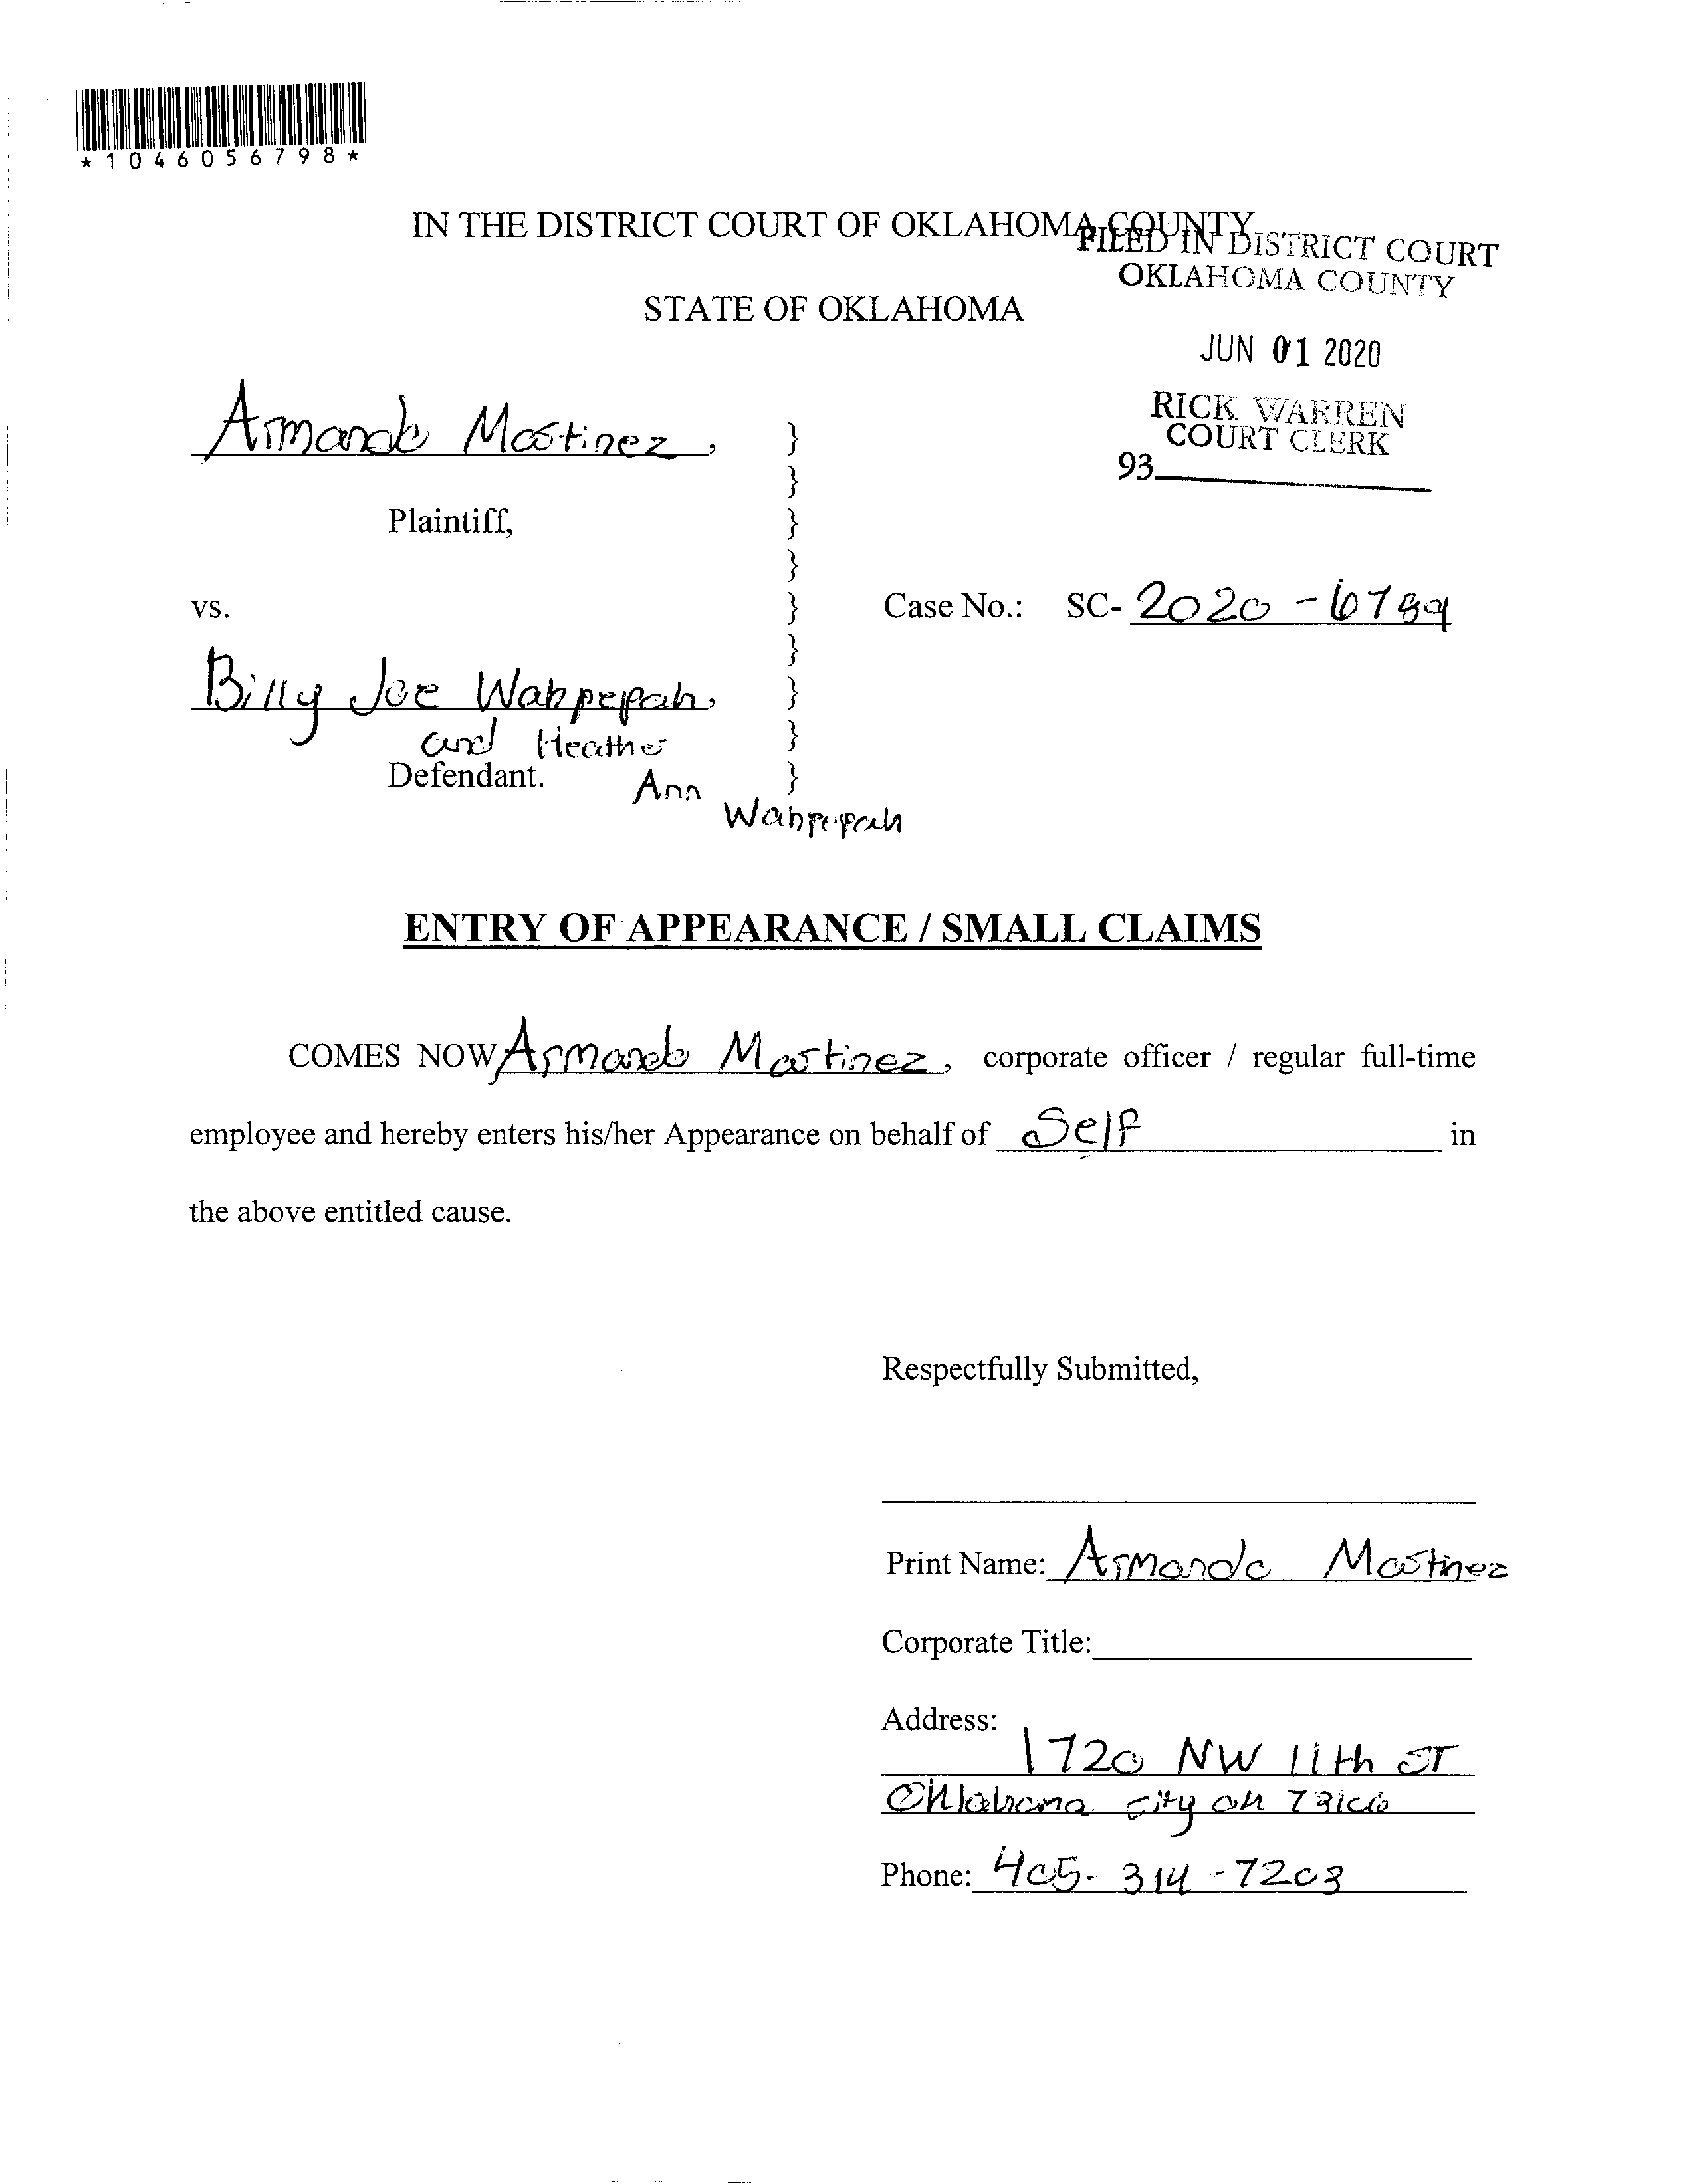 *1046056798*
IN THE DISTRICT COURT OF OKLAHOMA COUNTY
FILED IN DISTRICT COURT
OKLAHOMA COUNTY
STATE OF OKLAHOMA
JUN 01 2020
RICK WARREN
COURT CLERK
93
Armando Martinez,
}
}
Plaintiff,
}
}
vs.
}
Case No.: SC- 2020 - 6789
}
Billy Joe Wahpepah,
}
and Heather
}
Defendant.
}
Ann
Wahpepah
ENTRY OF APPEARANCE / SMALL CLAIMS
COMES NOW Armando Martinez, corporate officer / regular full-time
employee and hereby enters his/her Appearance on behalf of Self in
the above entitled cause.
Respectfully Submitted,
Print Name: Armando Martinez
Corporate Title:
Address:
1720 NW 11th ST
Oklahoma city ok 73106
Phone: 405-314-7203